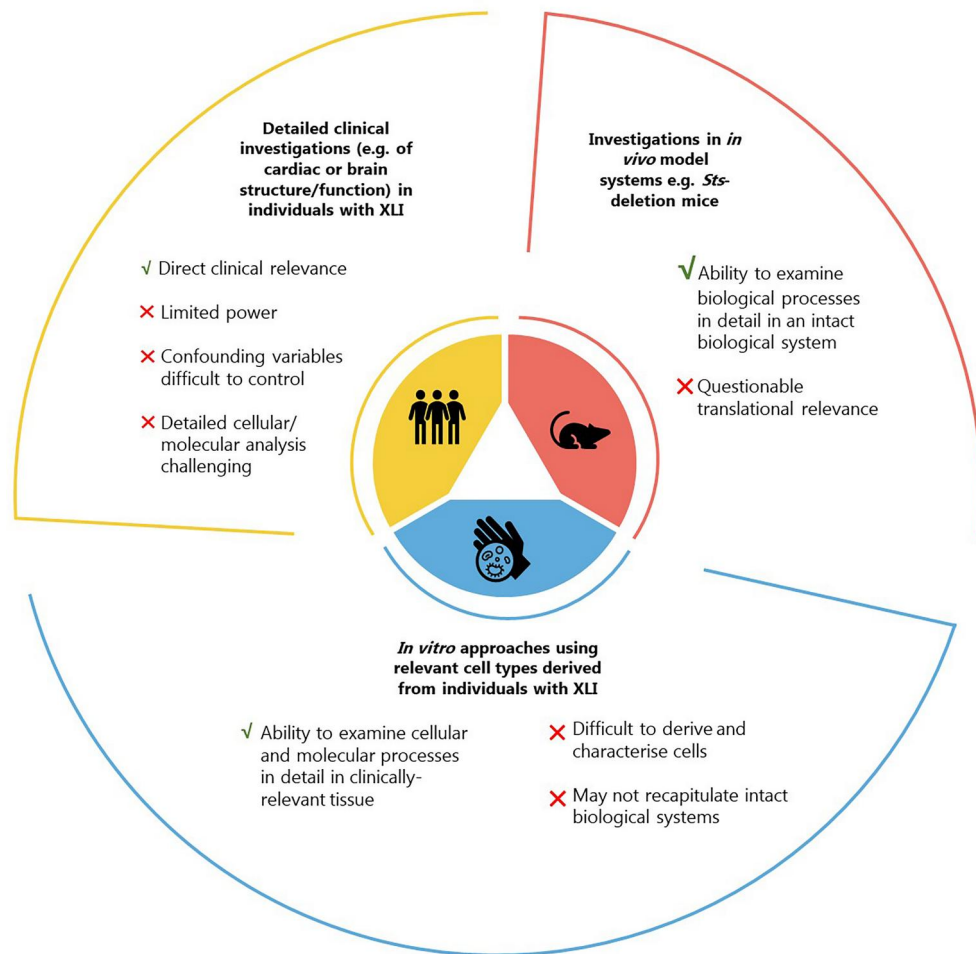 Detailed clinical
investigations (e.g. of
cardiac or brain
structure/function) in
individuals with XLI
√ Direct clinical relevance
✕ Limited power
✕ Confounding variables
difficult to control
✕ Detailed cellular/
molecular analysis
challenging
Investigations in in
vivo model
systems e.g. Sts-
deletion mice
√ Ability to examine
biological processes
in detail in an intact
biological system
✕ Questionable
translational relevance
In vitro approaches using
relevant cell types derived
from individuals with XLI
√ Ability to examine cellular
and molecular processes
in detail in clinically-
relevant tissue
✕ Difficult to derive and
characterise cells
✕ May not recapitulate intact
biological systems